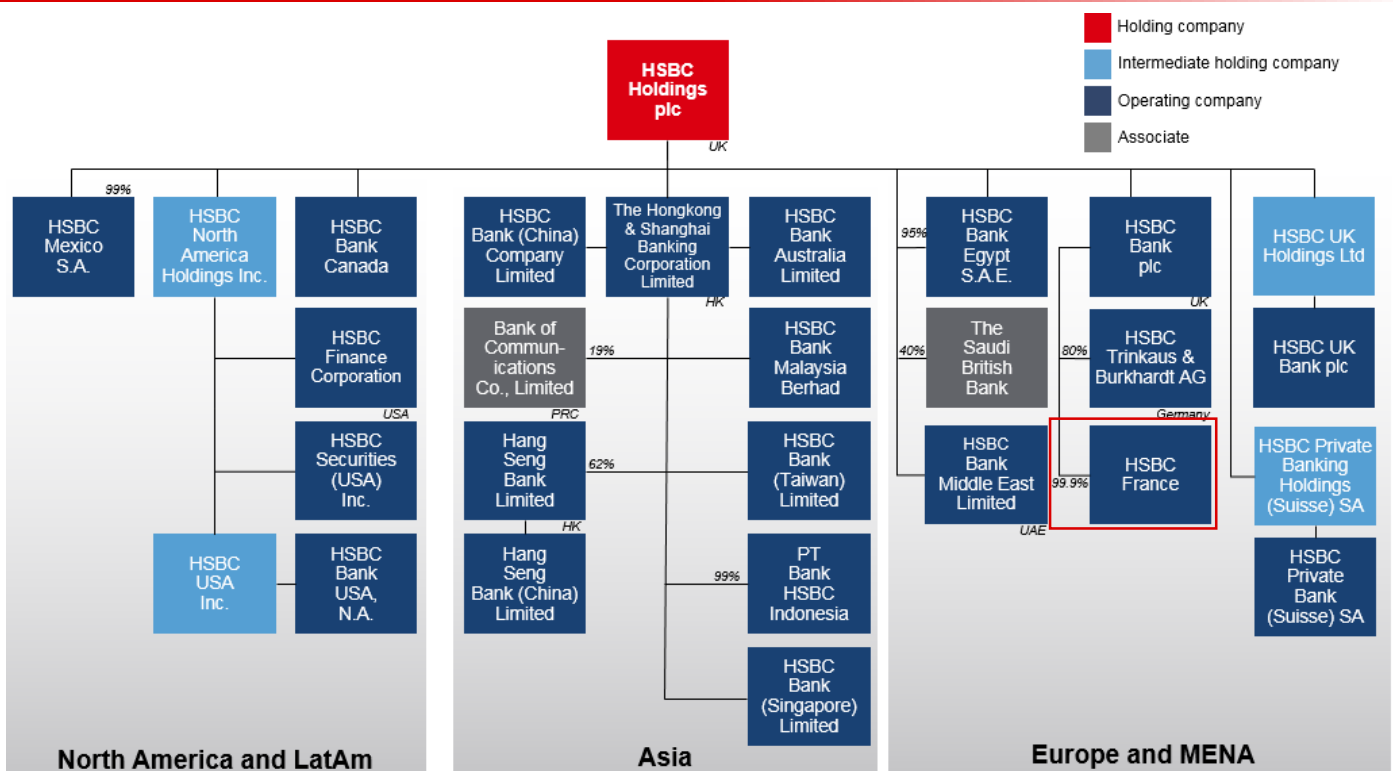 Holding company
Intermediate holding company
Operating company
Associate
HSBC
Holdings
plc
UK
99%
HSBC
Mexico
S.A.
HSBC
North
America
Holdings Inc.
HSBC
Bank
Canada
HSBC
Finance
Corporation
USA
HSBC
Securities
(USA)
Inc.
HSBC
USA
Inc.
HSBC
Bank
USA,
N.A.
North America and LatAm
HSBC
Bank (China)
Company
Limited
The Hongkong
& Shanghai
Banking
Corporation
Limited
HK
HSBC
Bank
Australia
Limited
Bank of
Commun-
ications
Co., Limited
19%
PRC
HSBC
Bank
Malaysia
Berhad
Hang
Seng
Bank
Limited
62%
HK
HSBC
Bank
(Taiwan)
Limited
Hang
Seng
Bank (China)
Limited
99%
PT
Bank
HSBC
Indonesia
HSBC
Bank
(Singapore)
Limited
Asia
95%
HSBC
Bank
Egypt
S.A.E.
HSBC
Bank
plc
UK
HSBC UK
Holdings Ltd
40%
The
Saudi
British
Bank
80%
HSBC
Trinkaus &
Burkhardt AG
Germany
HSBC UK
Bank plc
HSBC
Bank
Middle East
Limited
UAE
99.9%
HSBC
France
HSBC Private
Banking
Holdings
(Suisse) SA
HSBC
Private
Bank
(Suisse) SA
Europe and MENA